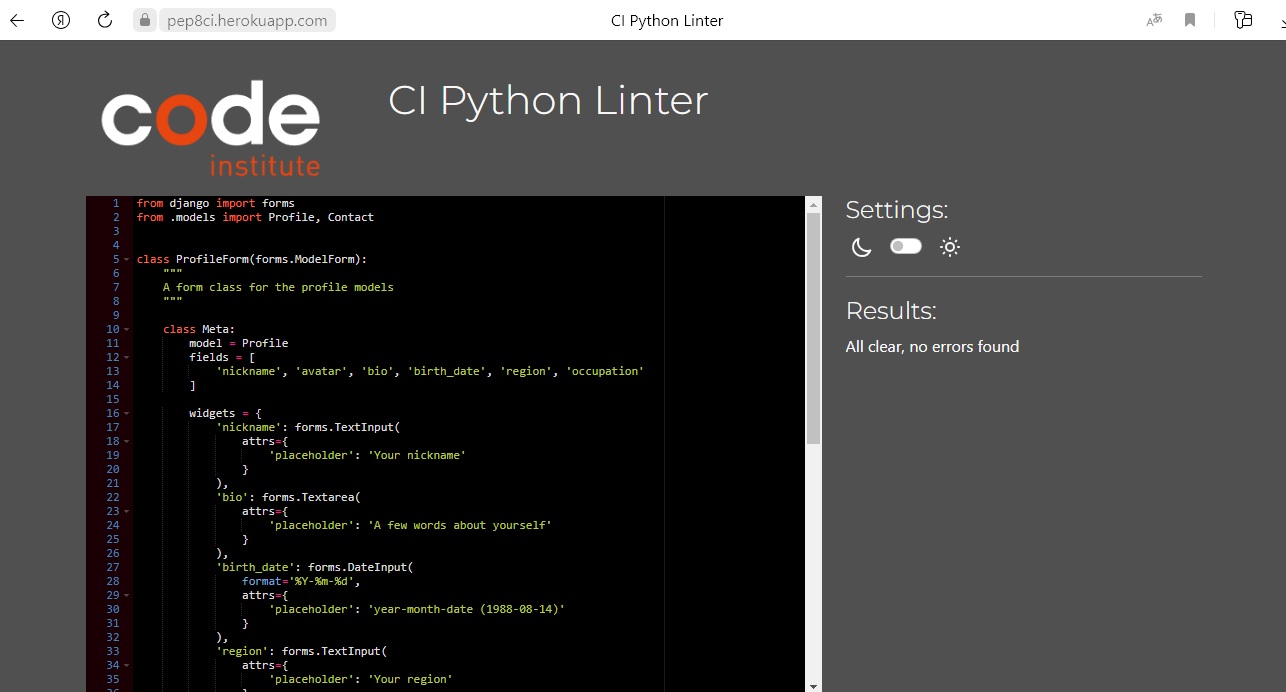 pep8ci.herokuapp.com
CI Python Linter
code
institute
CI Python Linter
1 from django import forms
2 from .models import Profile, Contact
3
4
5 class ProfileForm(forms.ModelForm):
6 """
7 A form class for the profile models
8 """
9
10 class Meta:
11 model = Profile
12 fields = [
13 'nickname', 'avatar', 'bio', 'birth_date', 'region', 'occupation'
14 ]
15
16 widgets = {
17 'nickname': forms.TextInput(
18 attrs={
19 'placeholder': 'Your nickname'
20 }
21 ),
22 'bio': forms.Textarea(
23 attrs={
24 'placeholder': 'A few words about yourself'
25 }
26 ),
27 'birth_date': forms.DateInput(
28 format='%Y-%m-%d',
29 attrs={
30 'placeholder': 'year-month-date (1988-08-14)'
31 }
32 ),
33 'region': forms.TextInput(
34 attrs={
35 'placeholder': 'Your region'
Settings:
Results:
All clear, no errors found